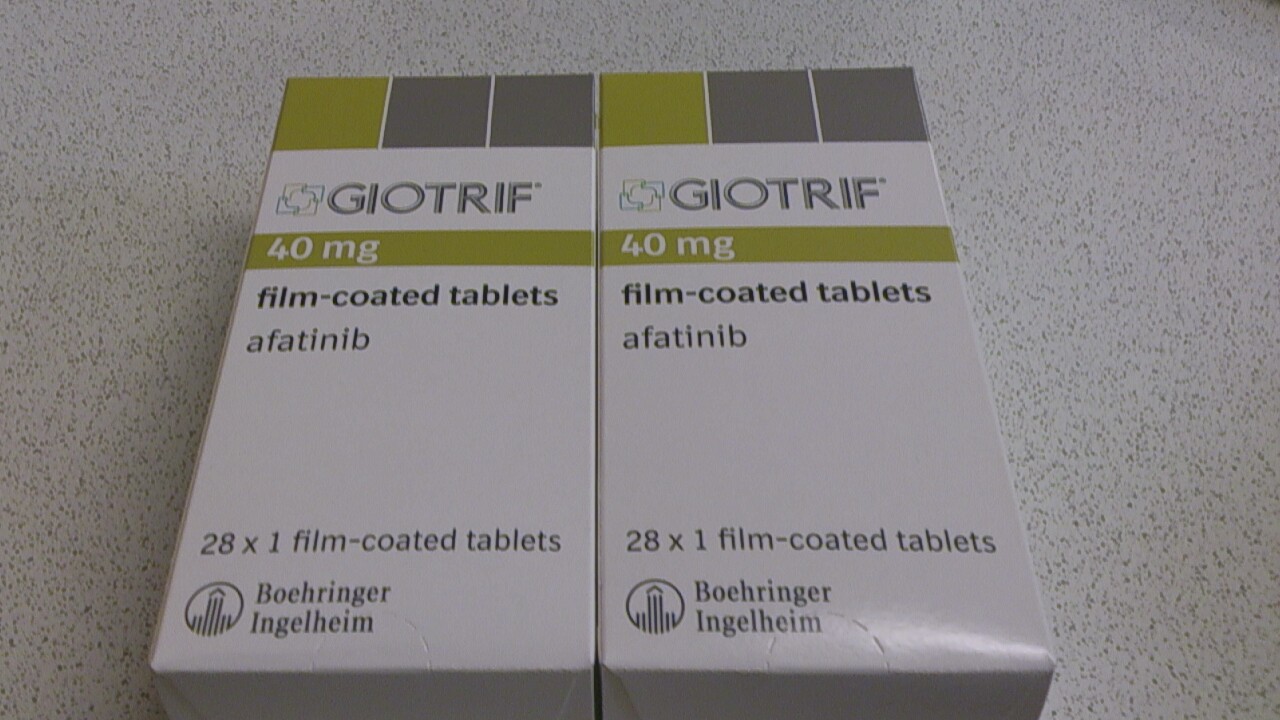 GIOTRIF®
40 mg
film-coated tablets
afatinib
28 x 1 film-coated tablets
Boehringer
Ingelheim
GIOTRIF®
40 mg
film-coated tablets
afatinib
28 x 1 film-coated tablets
Boehringer
Ingelheim